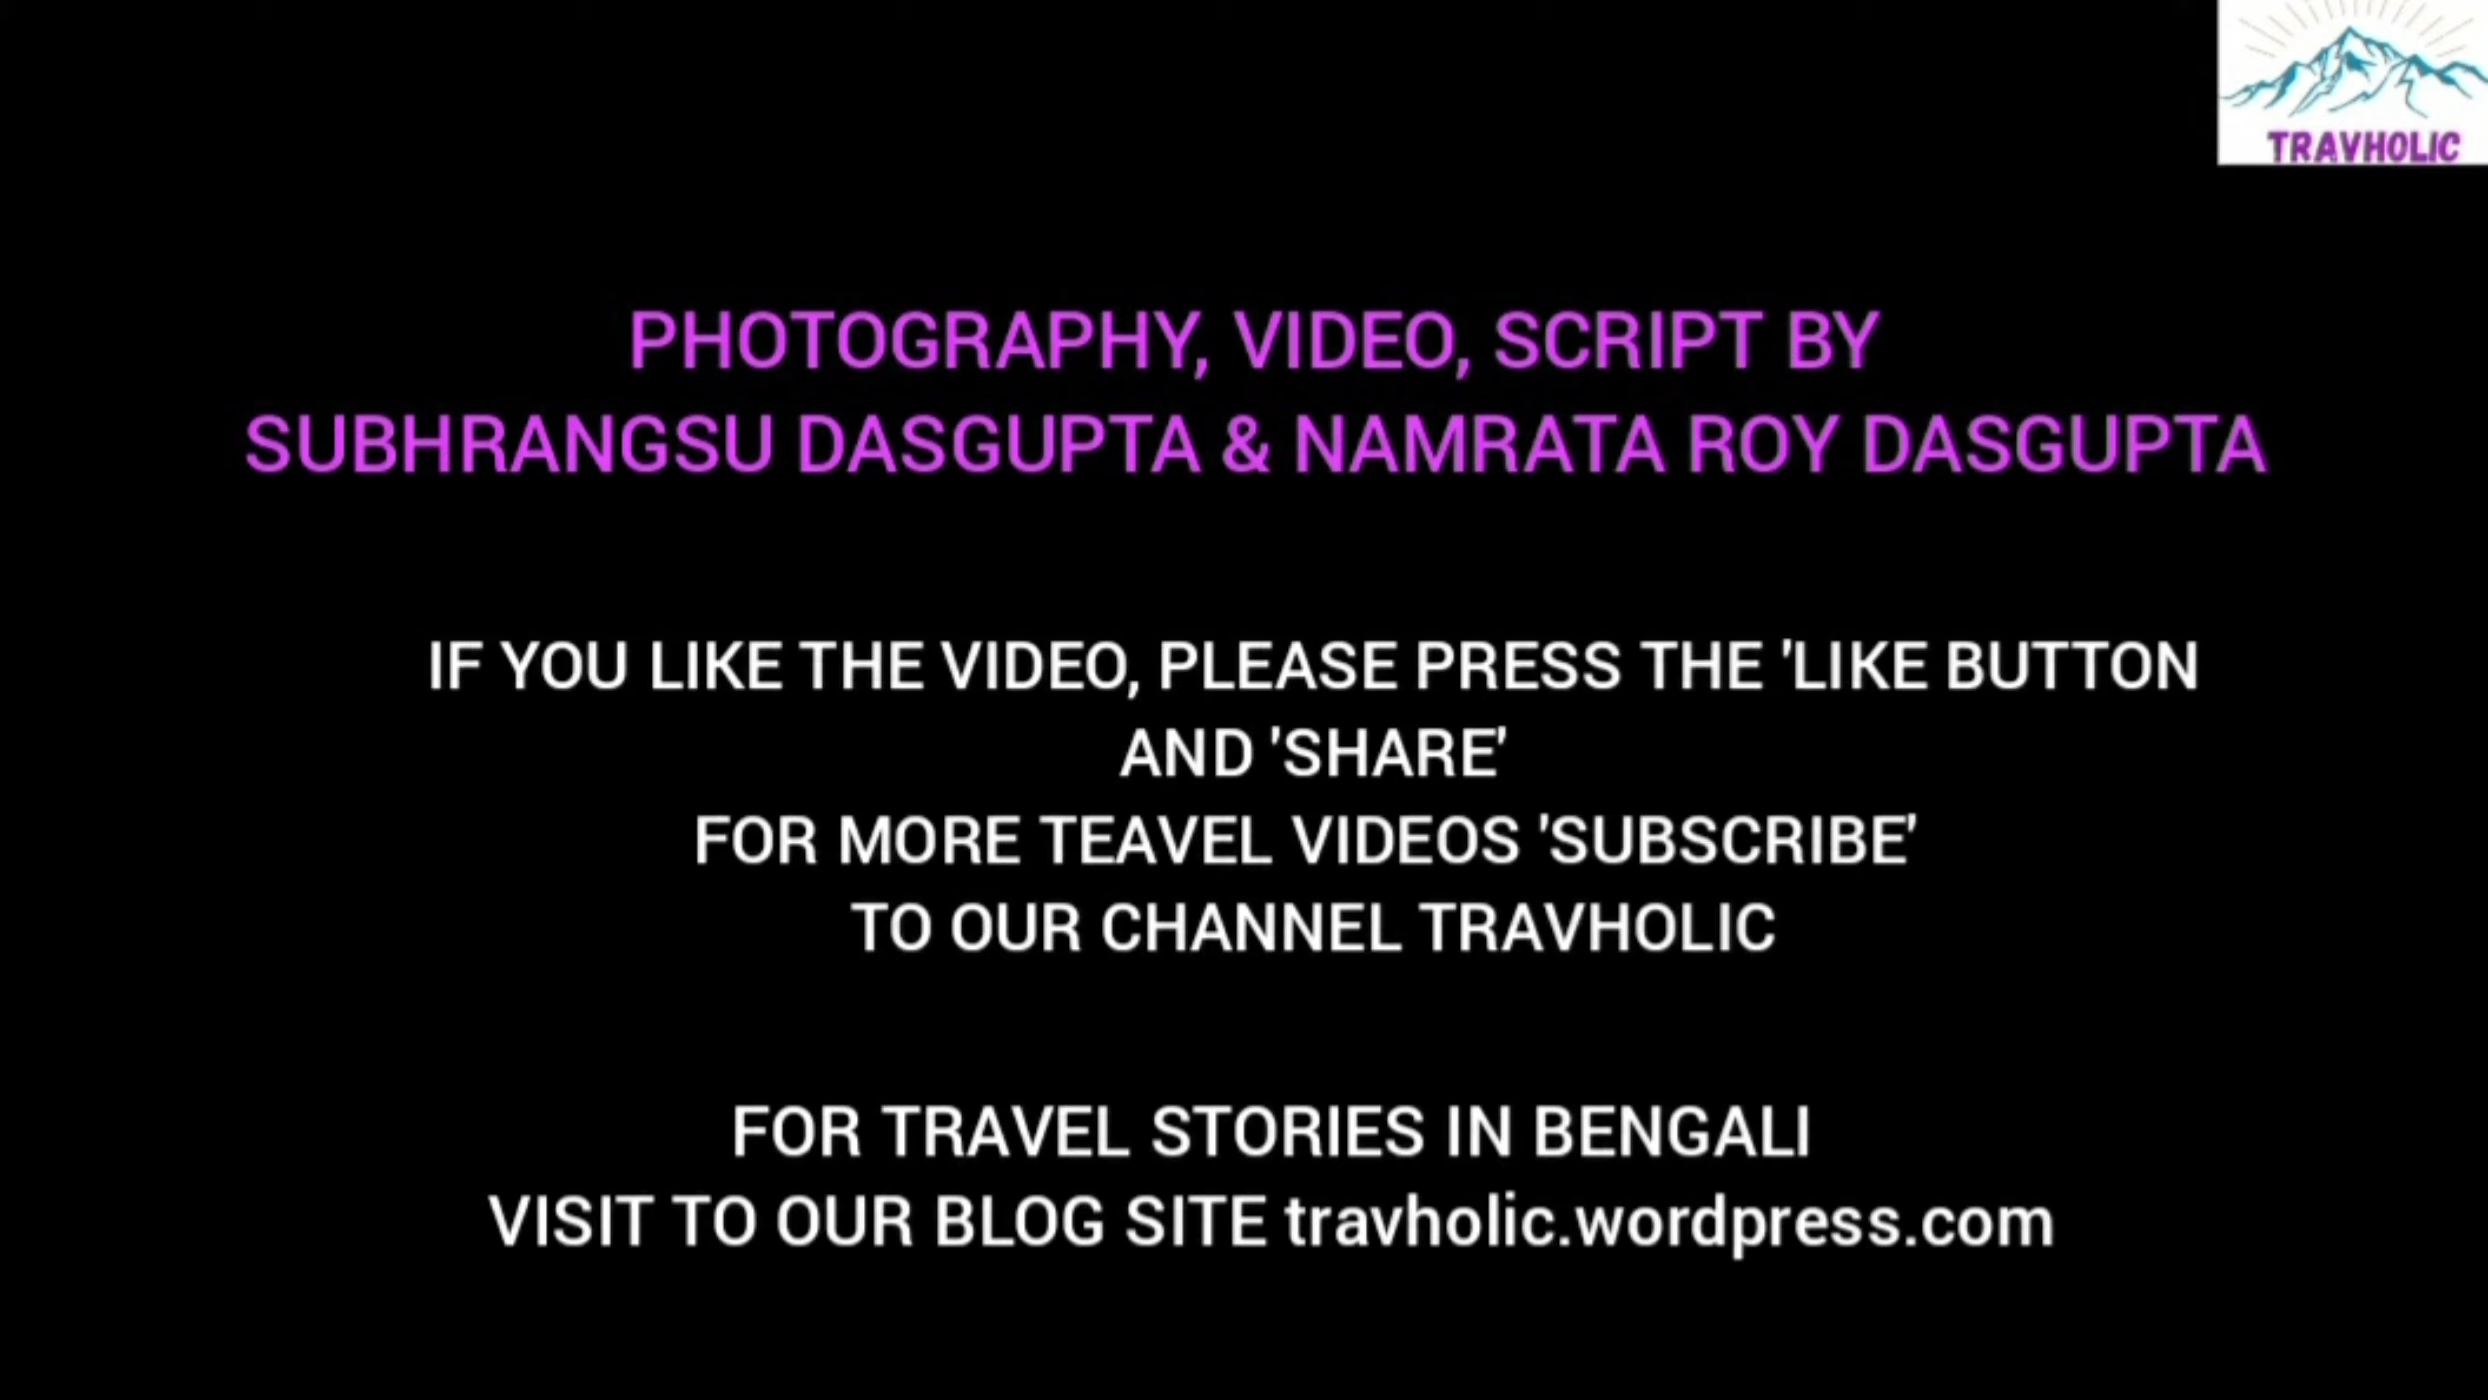 TRAVHOLIC
PHOTOGRAPHY, VIDEO, SCRIPT BY
SUBHRANGSU DASGUPTA & NAMRATA ROY DASGUPTA
IF YOU LIKE THE VIDEO, PLEASE PRESS THE 'LIKE BUTTON
AND 'SHARE'
FOR MORE TEAVEL VIDEOS 'SUBSCRIBE'
TO OUR CHANNEL TRAVHOLIC
FOR TRAVEL STORIES IN BENGALI
VISIT TO OUR BLOG SITE travholic.wordpress.com